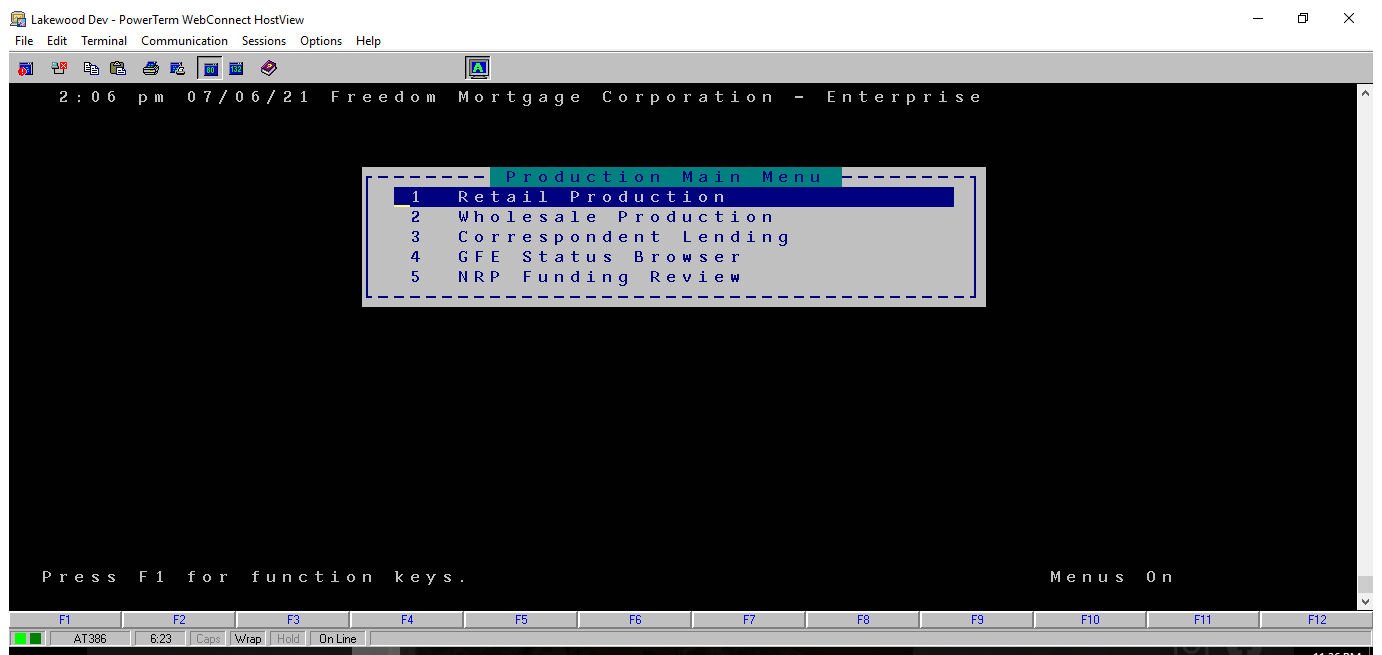 Lakewood Dev - PowerTerm WebConnect HostView
File Edit Terminal Communication Sessions Options Help
80 132 A
2:06 pm 07/06/21 Freedom Mortgage Corporation - Enterprise
Production Main Menu
1 Retail Production
2 Wholesale Production
3 Correspondent Lending
4 GFE Status Browser
5 NRP Funding Review
Press F1 for function keys. Menus On
F1 F2 F3 F4 F5 F6 F7 F8 F9 F10 F11 F12
AT386 6:23 Caps Wrap Hold On Line